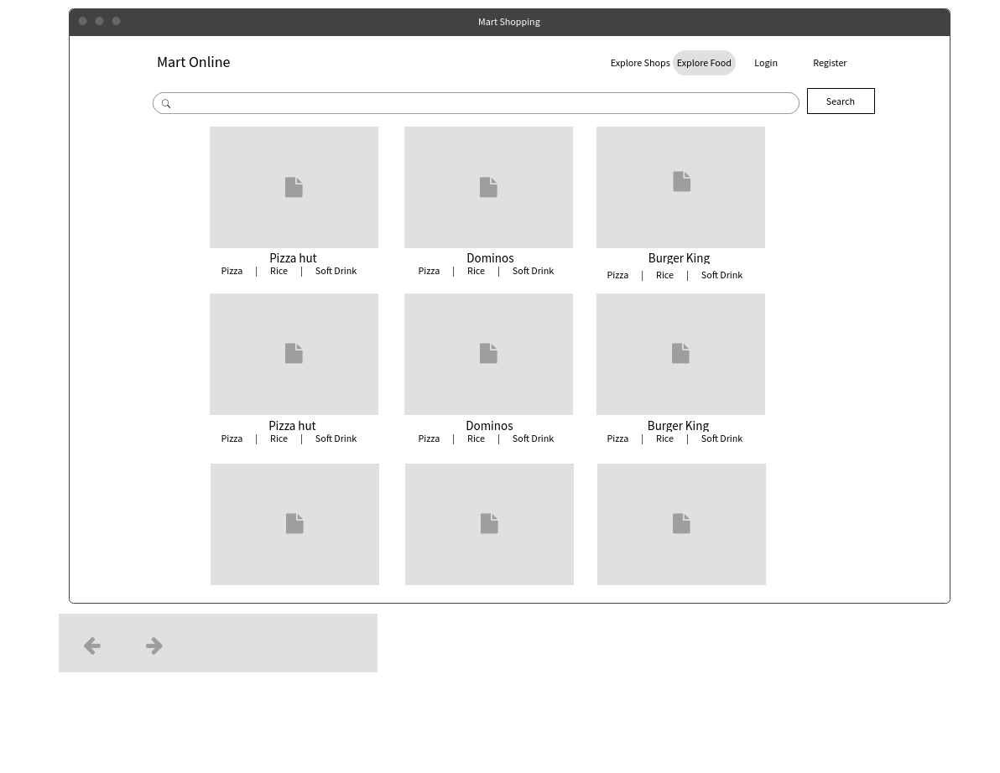 Mart Shopping
Mart Online
Explore Shops Explore Food Login Register
Search
Pizza hut Dominos Burger King
Pizza | Rice | Soft Drink Pizza | Rice | Soft Drink Pizza | Rice | Soft Drink
Pizza hut Dominos Burger King
Pizza | Rice | Soft Drink Pizza | Rice | Soft Drink Pizza | Rice | Soft Drink